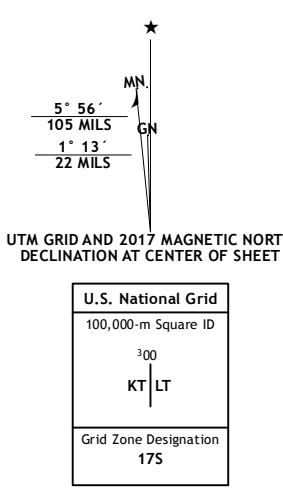 ★
MN.
5° 56´
105 MILS
GN
1° 13´
22 MILS
UTM GRID AND 2017 MAGNETIC NORT
DECLINATION AT CENTER OF SHEET
U.S. National Grid
100,000-m Square ID
³00
KT LT
Grid Zone Designation
17S